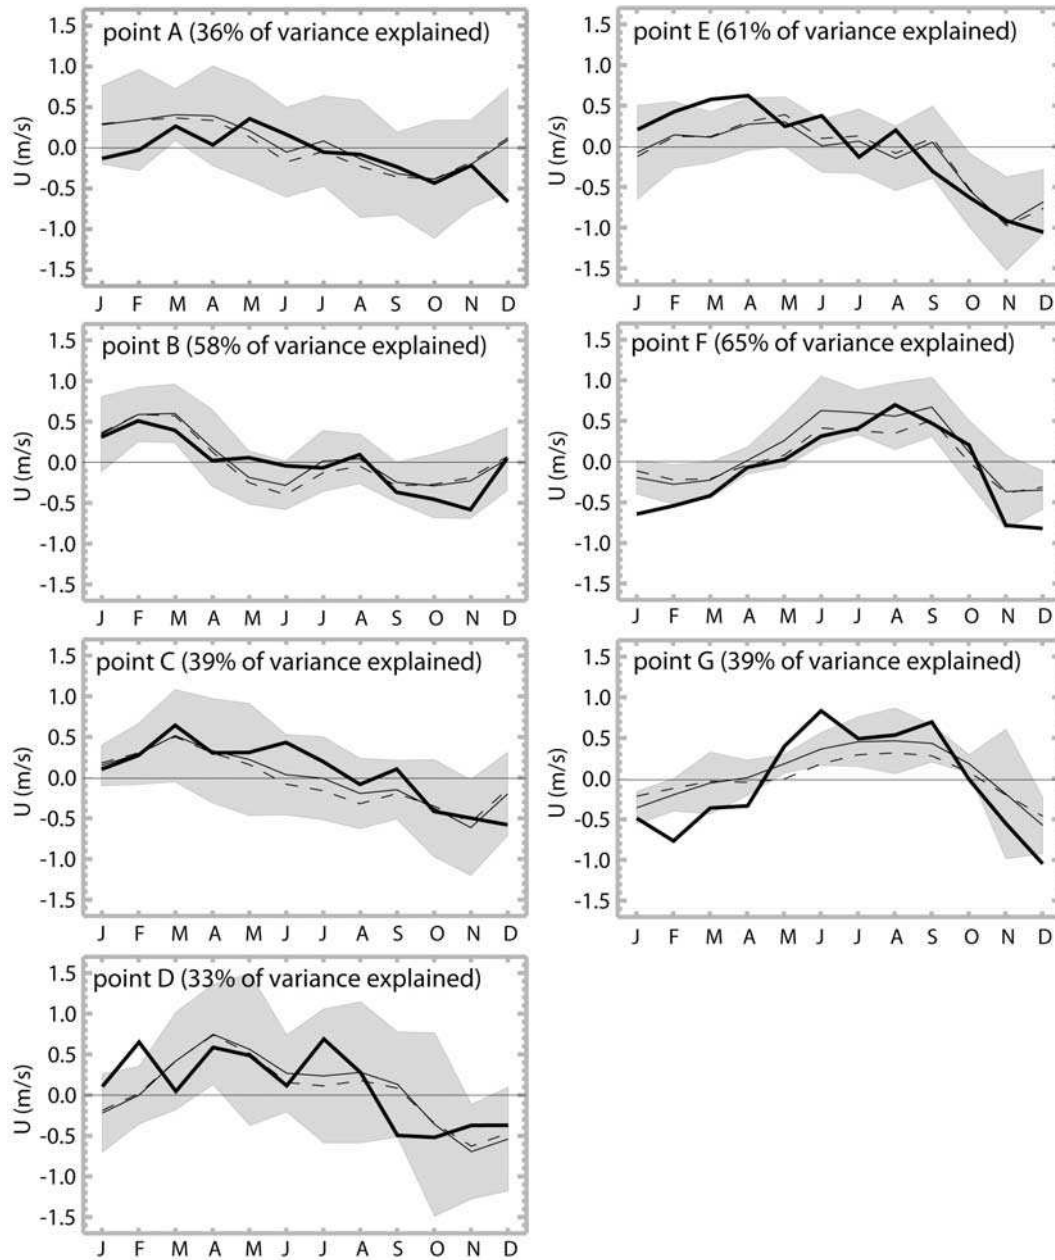 point A (36% of variance explained)
U (m/s)
1.5
1.0
0.5
0.0
-0.5
-1.0
-1.5
J F M A M J J A S O N D
point B (58% of variance explained)
U (m/s)
1.5
1.0
0.5
0.0
-0.5
-1.0
-1.5
J F M A M J J A S O N D
point C (39% of variance explained)
U (m/s)
1.5
1.0
0.5
0.0
-0.5
-1.0
-1.5
J F M A M J J A S O N D
point D (33% of variance explained)
U (m/s)
1.5
1.0
0.5
0.0
-0.5
-1.0
-1.5
J F M A M J J A S O N D
point E (61% of variance explained)
U (m/s)
1.5
1.0
0.5
0.0
-0.5
-1.0
-1.5
J F M A M J J A S O N D
point F (65% of variance explained)
U (m/s)
1.5
1.0
0.5
0.0
-0.5
-1.0
-1.5
J F M A M J J A S O N D
point G (39% of variance explained)
U (m/s)
1.5
1.0
0.5
0.0
-0.5
-1.0
-1.5
J F M A M J J A S O N D